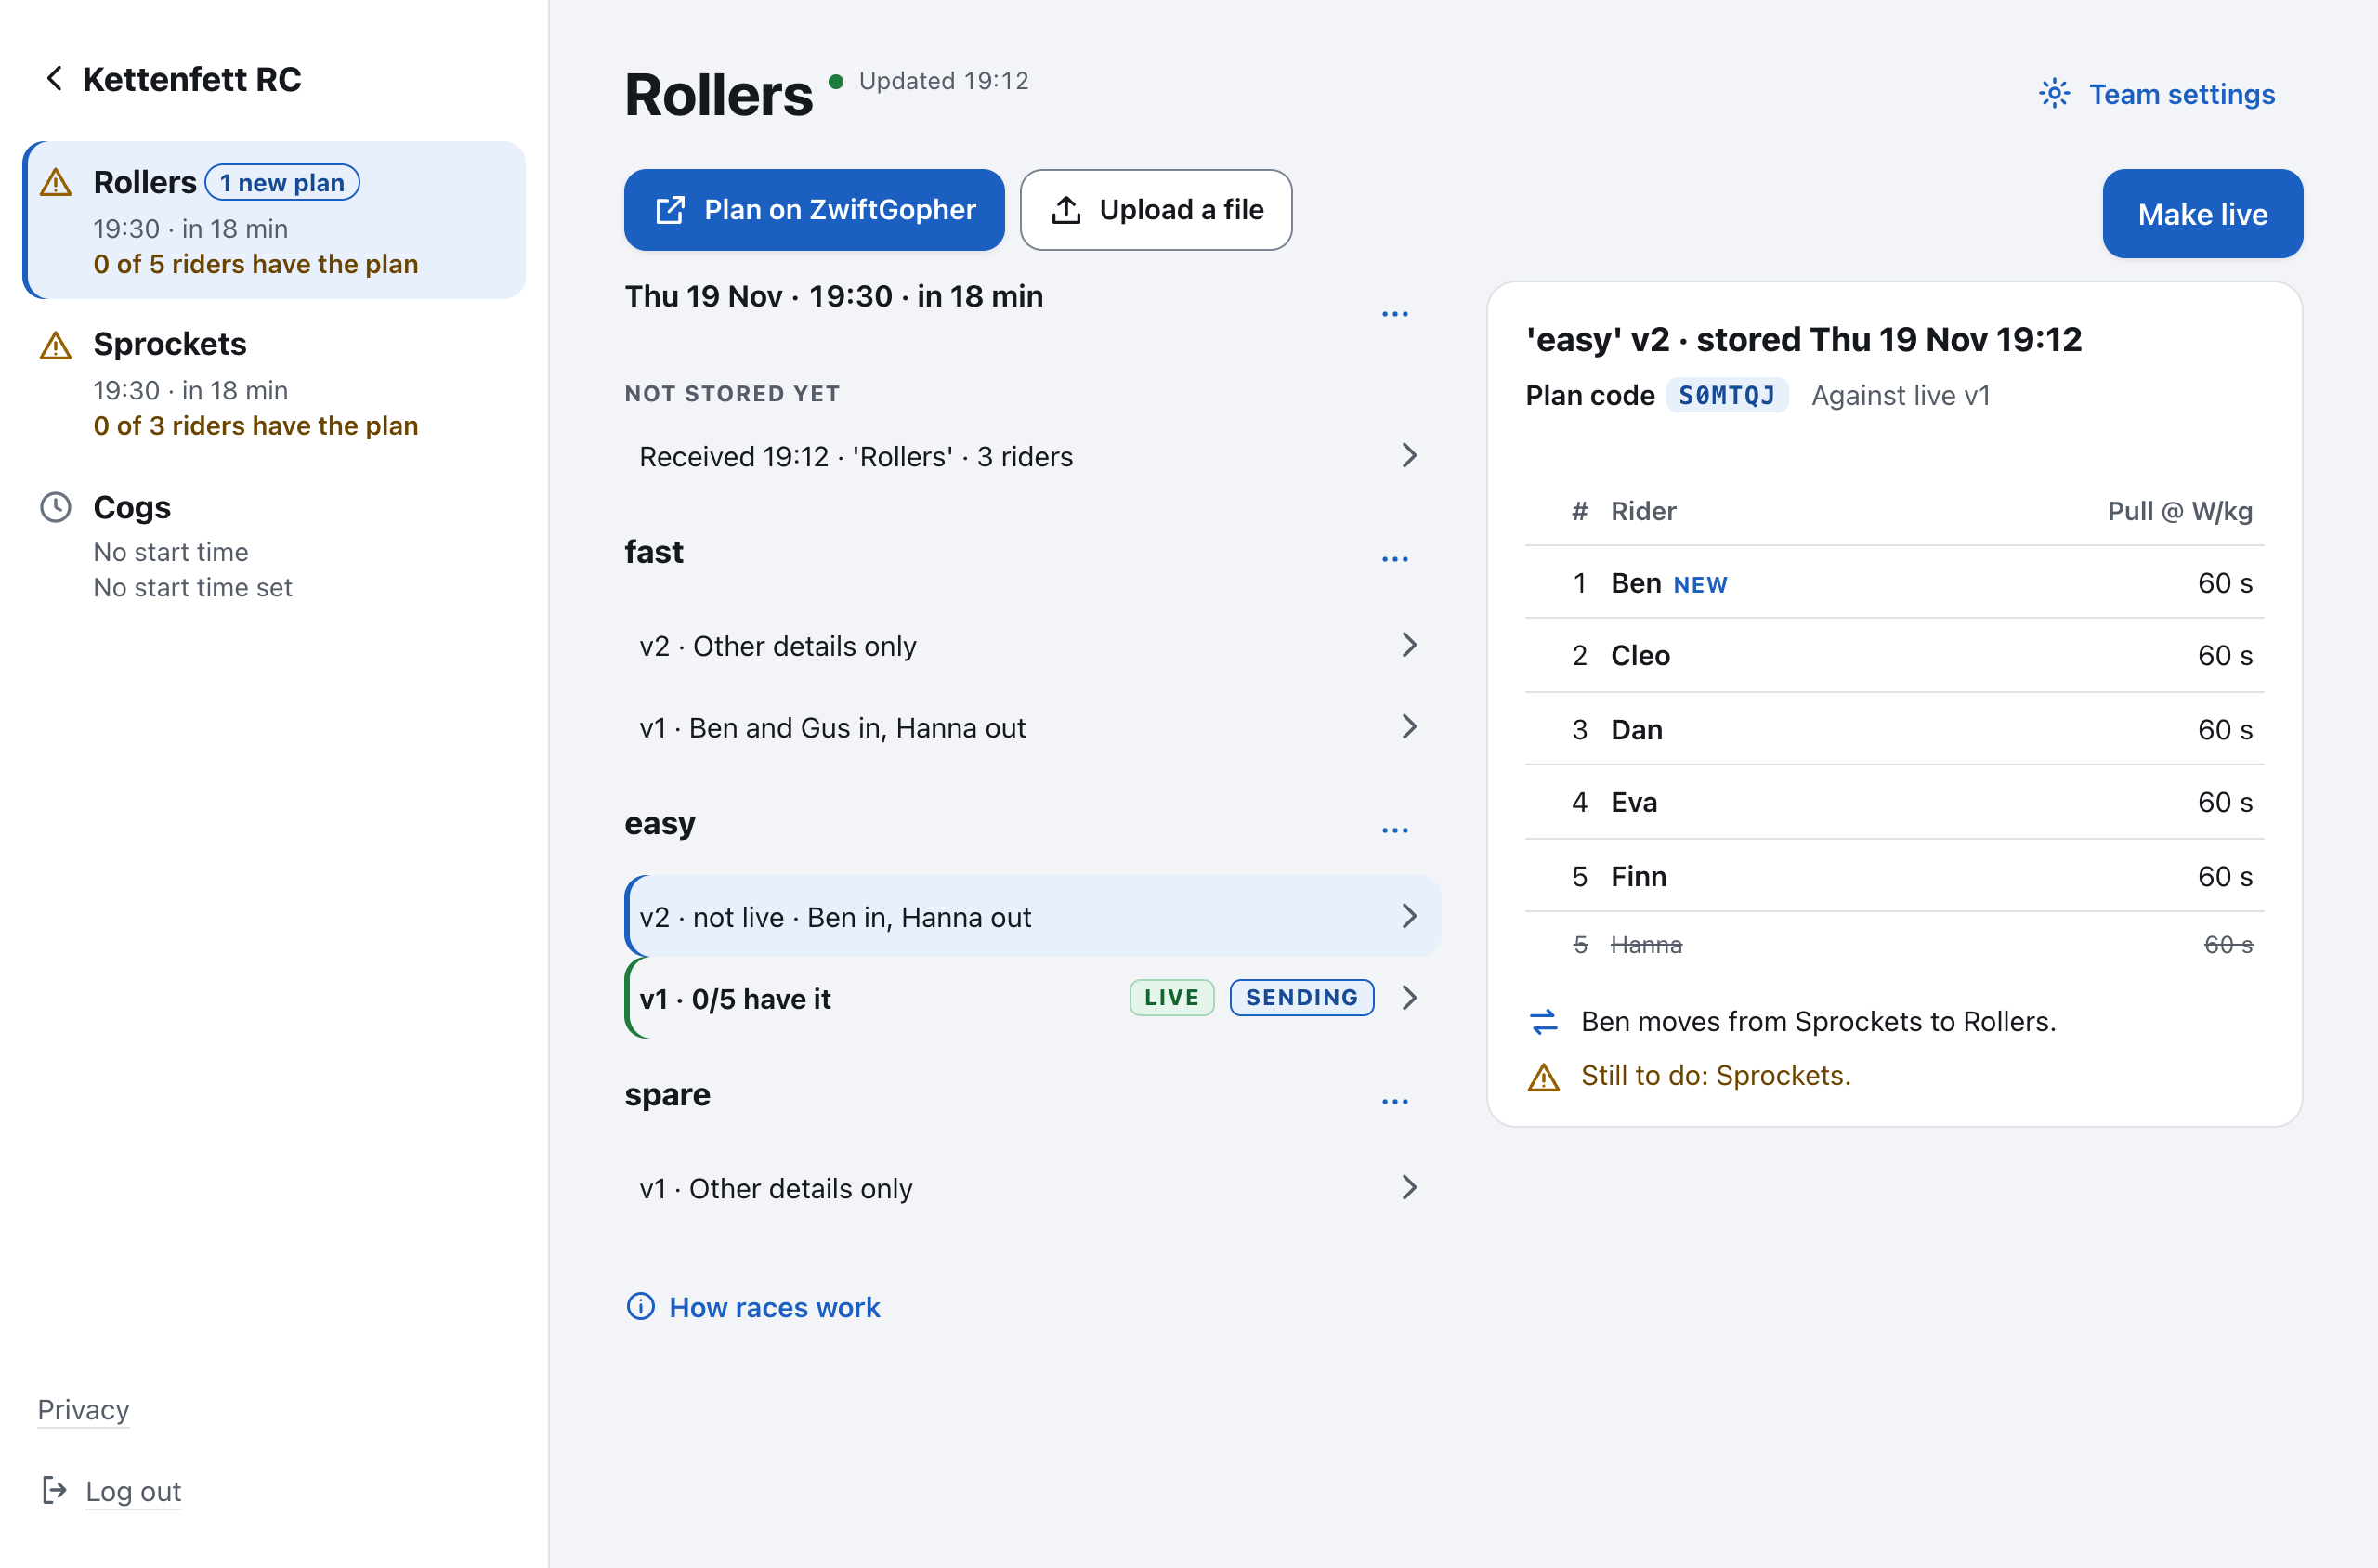 Kettenfett RC
Rollers 1 new plan
19:30 · in 18 min
0 of 5 riders have the plan
Sprockets
19:30 · in 18 min
0 of 3 riders have the plan
Cogs
No start time
No start time set
Privacy
Log out
Rollers Updated 19:12
Team settings
Plan on ZwiftGopher
Upload a file
Make live
Thu 19 Nov · 19:30 · in 18 min
...
NOT STORED YET
Received 19:12 · 'Rollers' · 3 riders
fast ...
v2 · Other details only
v1 · Ben and Gus in, Hanna out
easy ...
v2 · not live · Ben in, Hanna out
v1 · 0/5 have it LIVE SENDING
spare ...
v1 · Other details only
How races work
'easy' v2 · stored Thu 19 Nov 19:12
Plan code S0MTQJ Against live v1
# Rider Pull @ W/kg
1 Ben NEW 60 s
2 Cleo 60 s
3 Dan 60 s
4 Eva 60 s
5 Finn 60 s
5 Hanna 60 s
Ben moves from Sprockets to Rollers.
Still to do: Sprockets.